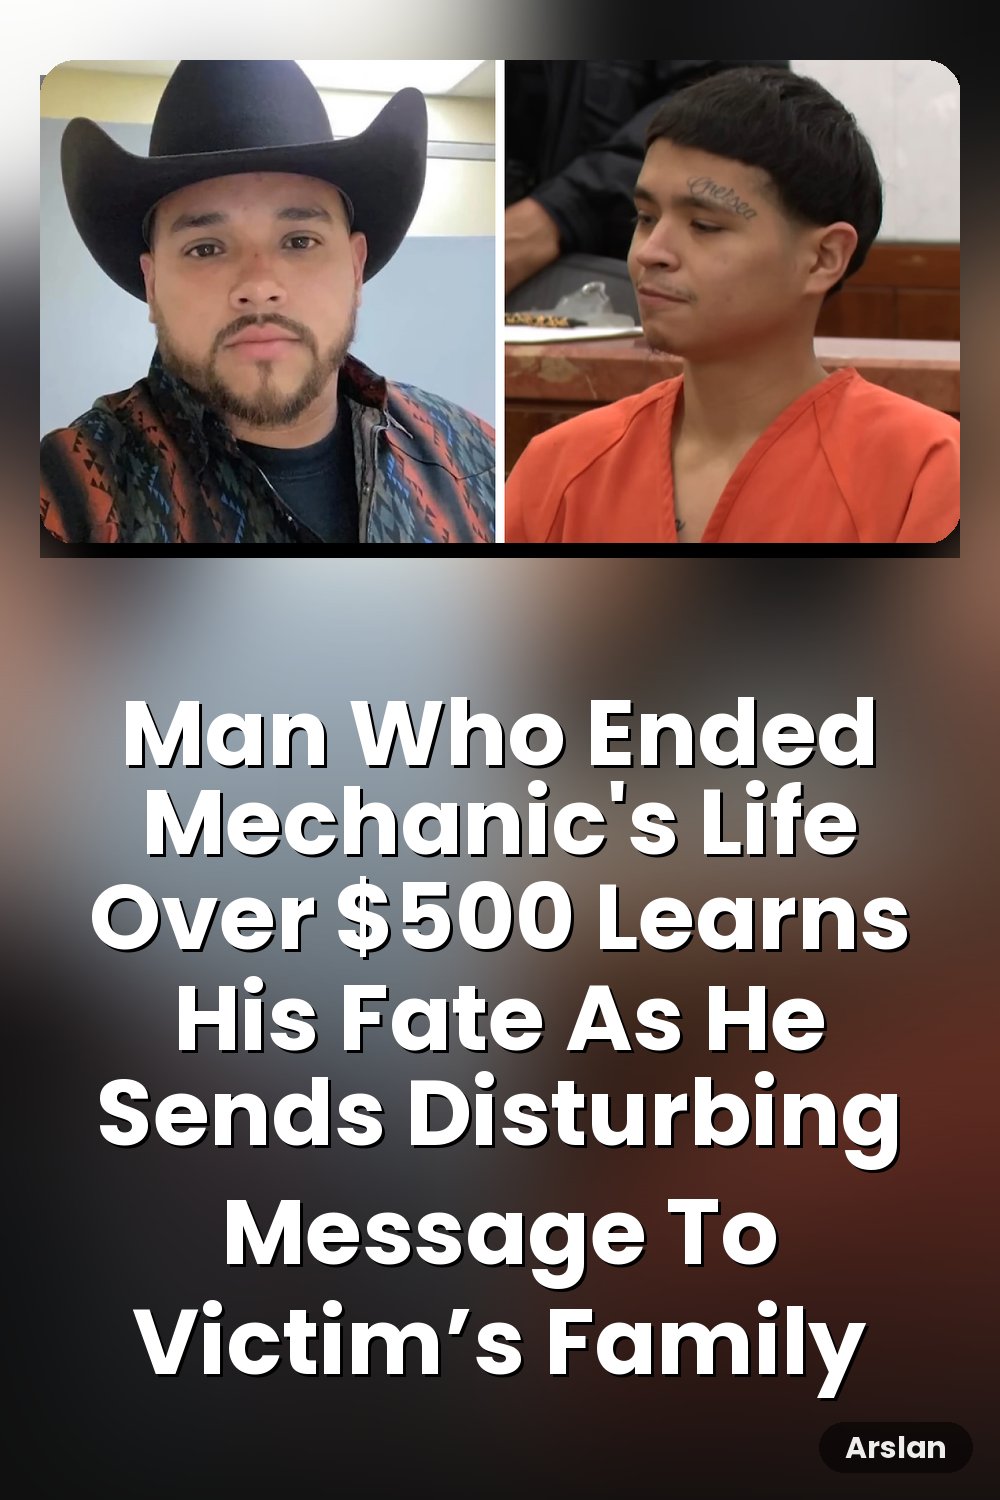 Chelsea
Man Who Ended
Mechanic's Life
Over $500 Learns
His Fate As He
Sends Disturbing
Message To
Victim’s Family
Arslan